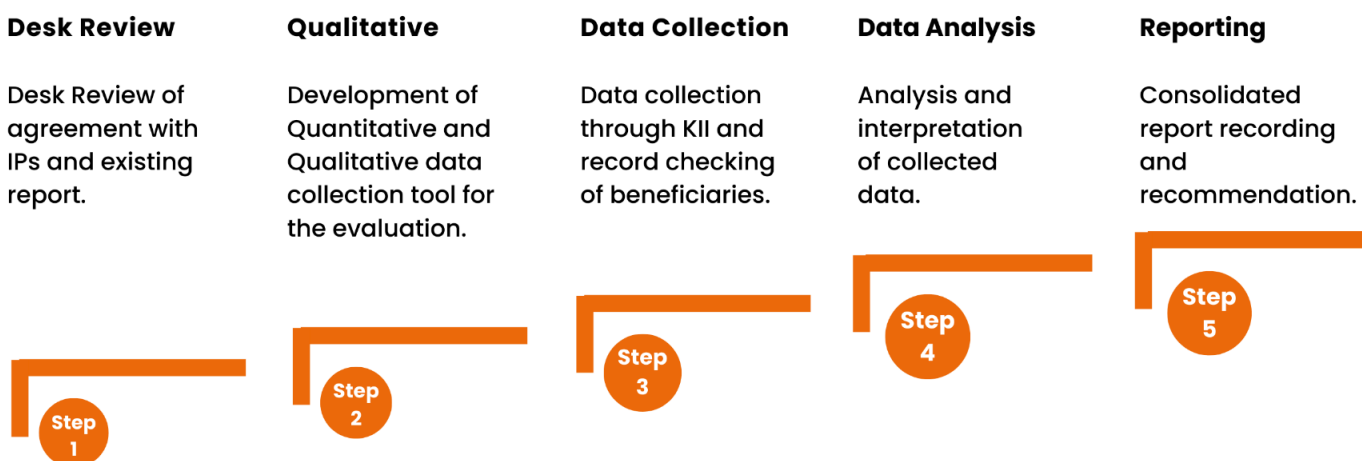 Desk Review
Desk Review of
agreement with
IPs and existing
report.
Step
1
Qualitative
Development of
Quantitative and
Qualitative data
collection tool for
the evaluation.
Step
2
Data Collection
Data collection
through KII and
record checking
of beneficiaries.
Step
3
Data Analysis
Analysis and
interpretation
of collected
data.
Step
4
Reporting
Consolidated
report recording
and
recommendation.
Step
5